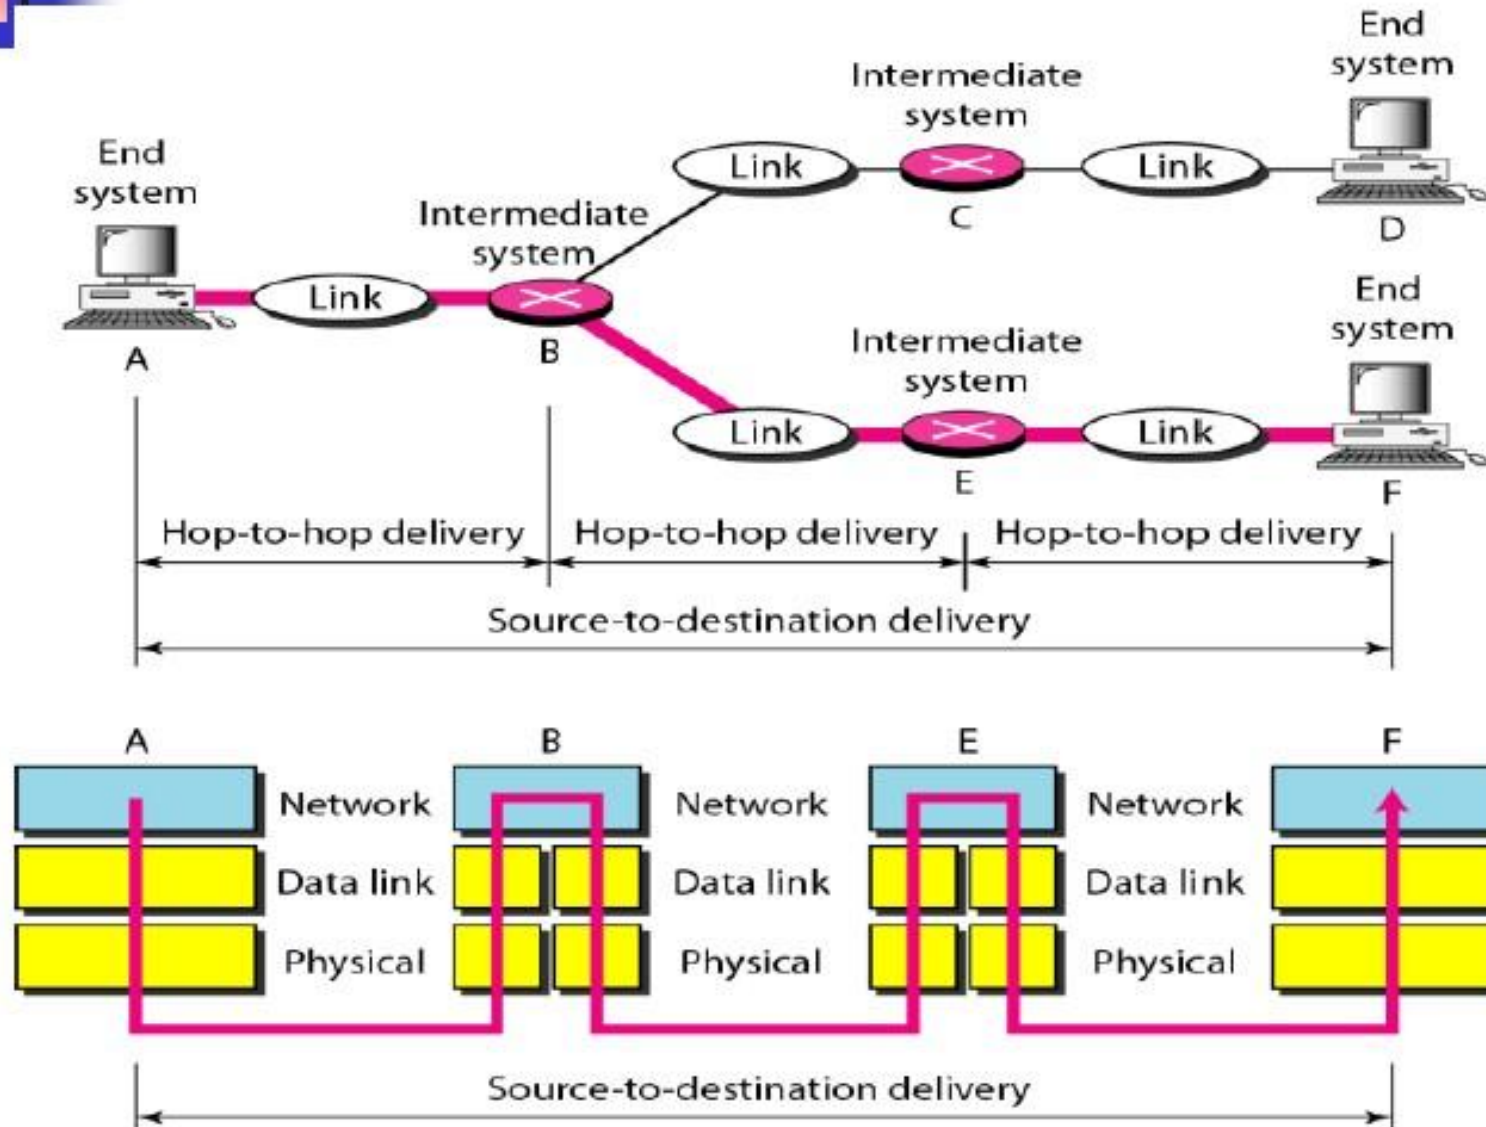 End
system
Intermediate
system
Link
C
Link
D
End
system
Intermediate
system
Link
A
B
End
system
Intermediate
system
Link
E
Link
F
Hop-to-hop delivery
Hop-to-hop delivery
Hop-to-hop delivery
Source-to-destination delivery
A
B
E
F
Network
Network
Network
Data link
Data link
Data link
Physical
Physical
Physical
Source-to-destination delivery